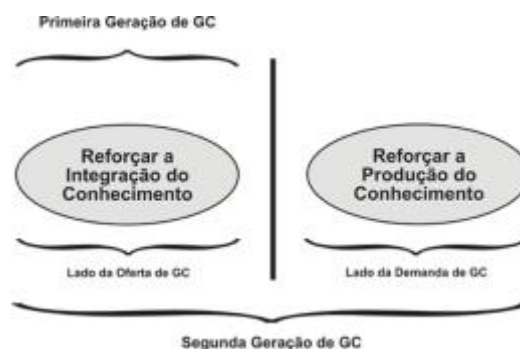 Primeira Geração de GC
Reforçar a
Integração do
Conhecimento
Reforçar a
Produção do
Conhecimento
Lado da Oferta de GC
Lado da Demanda de GC
Segunda Geração de GC